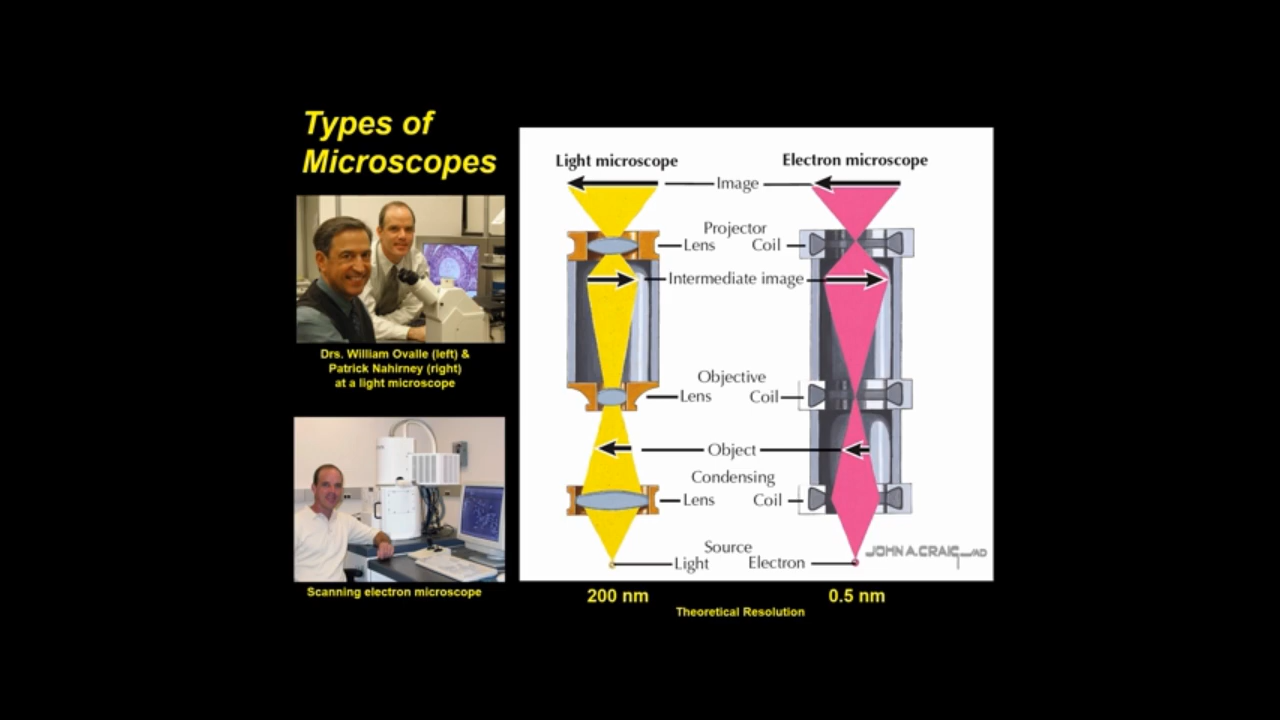 Types of
Microscopes
Drs. William Ovalle (left) &
Patrick Nahirney (right)
at a light microscope
Scanning electron microscope
Light microscope
Electron microscope
Image
Projector
Lens Coil
Intermediate image
Objective
Lens Coil
Object
Condensing
Lens Coil
Source
Light Electron
JOHN A.CRAIG MD
200 nm
0.5 nm
Theoretical Resolution